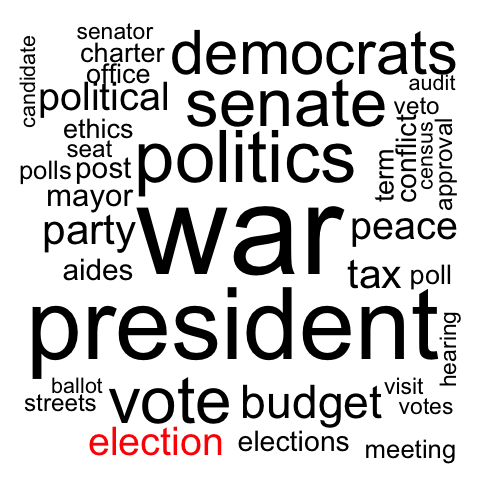 senator
candidate
charter
democrats
office
audit
political
senate
veto
ethics
conflict
census
seat
politics
term
approval
polls
post
mayor
war
party
peace
aides
tax
poll
president
hearing
ballot
vote
budget
visit
streets
votes
election
elections
meeting